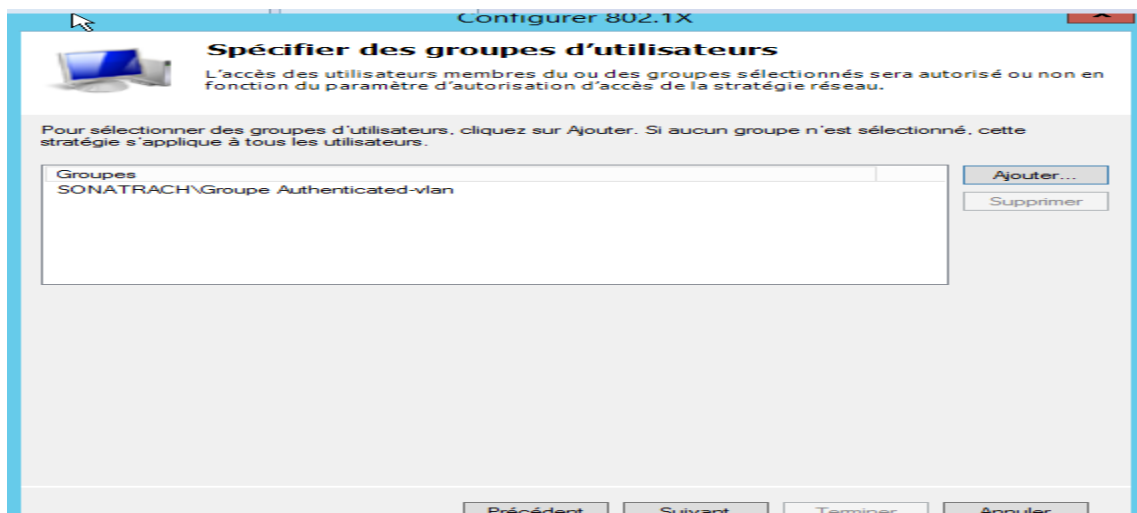 Configurer 802.1X
Spécifier des groupes d'utilisateurs
L'accès des utilisateurs membres du ou des groupes sélectionnés sera autorisé ou non en
fonction du paramètre d'autorisation d'accès de la stratégie réseau.
Pour sélectionner des groupes d'utilisateurs, cliquez sur Ajouter. Si aucun groupe n'est sélectionné, cette
stratégie s'applique à tous les utilisateurs.
Groupes
SONATRACH\Groupe Authenticated-vlan
Ajouter...
Supprimer
Précédent Suivant Terminer Annuler